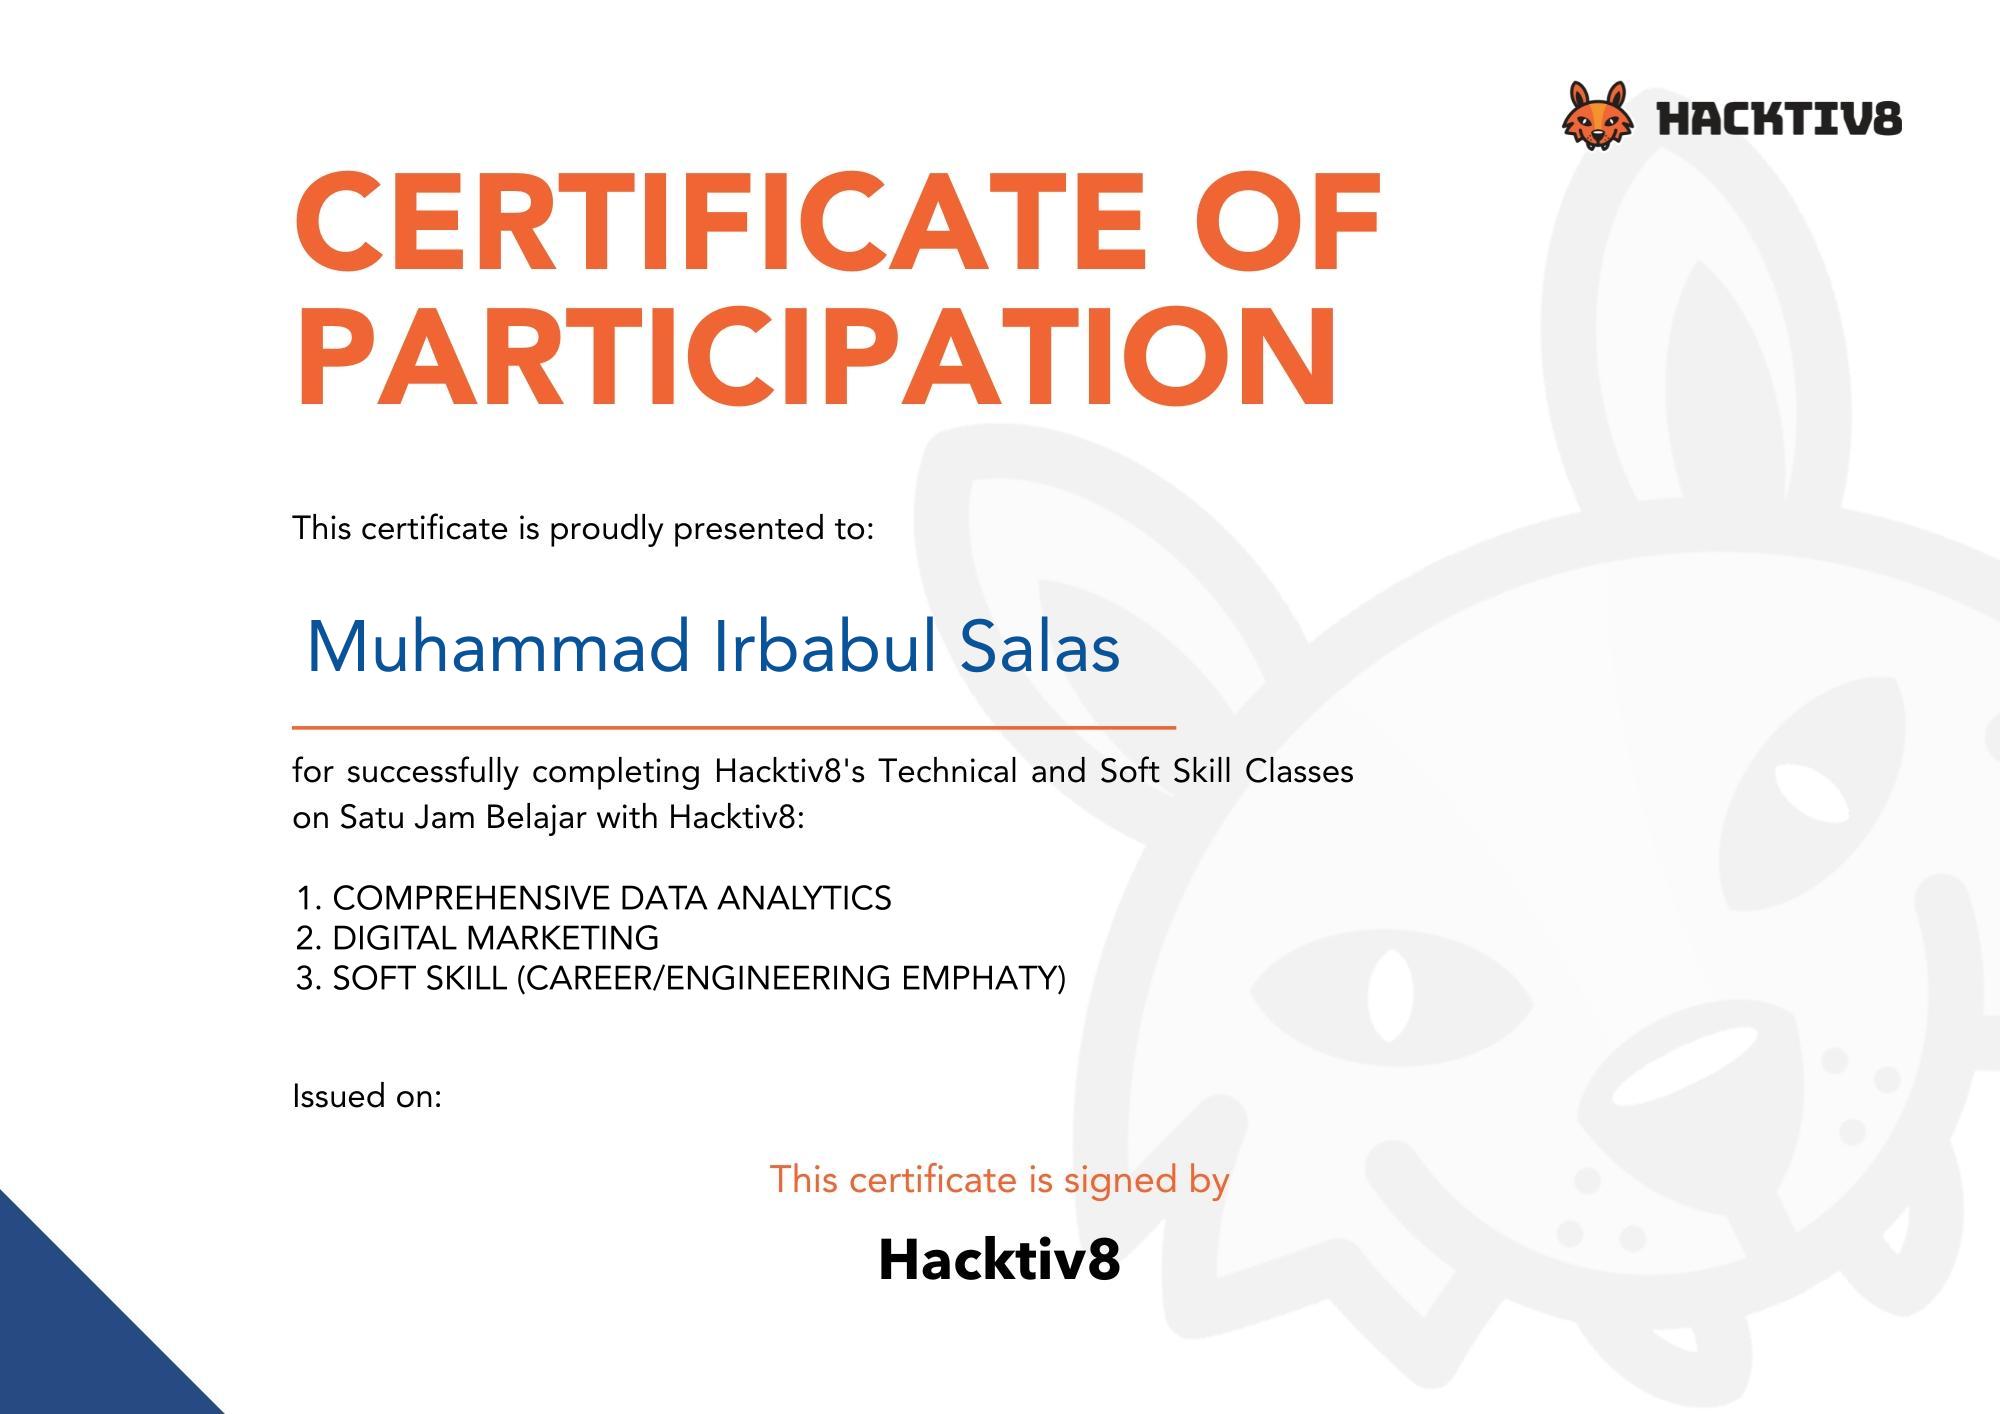 HACKTIV8
CERTIFICATE OF
PARTICIPATION
This certificate is proudly presented to:
Muhammad Irbabul Salas
for successfully completing Hacktiv8's Technical and Soft Skill Classes
on Satu Jam Belajar with Hacktiv8:
1. COMPREHENSIVE DATA ANALYTICS
2. DIGITAL MARKETING
3. SOFT SKILL (CAREER/ENGINEERING EMPHATY)
Issued on:
This certificate is signed by
Hacktiv8